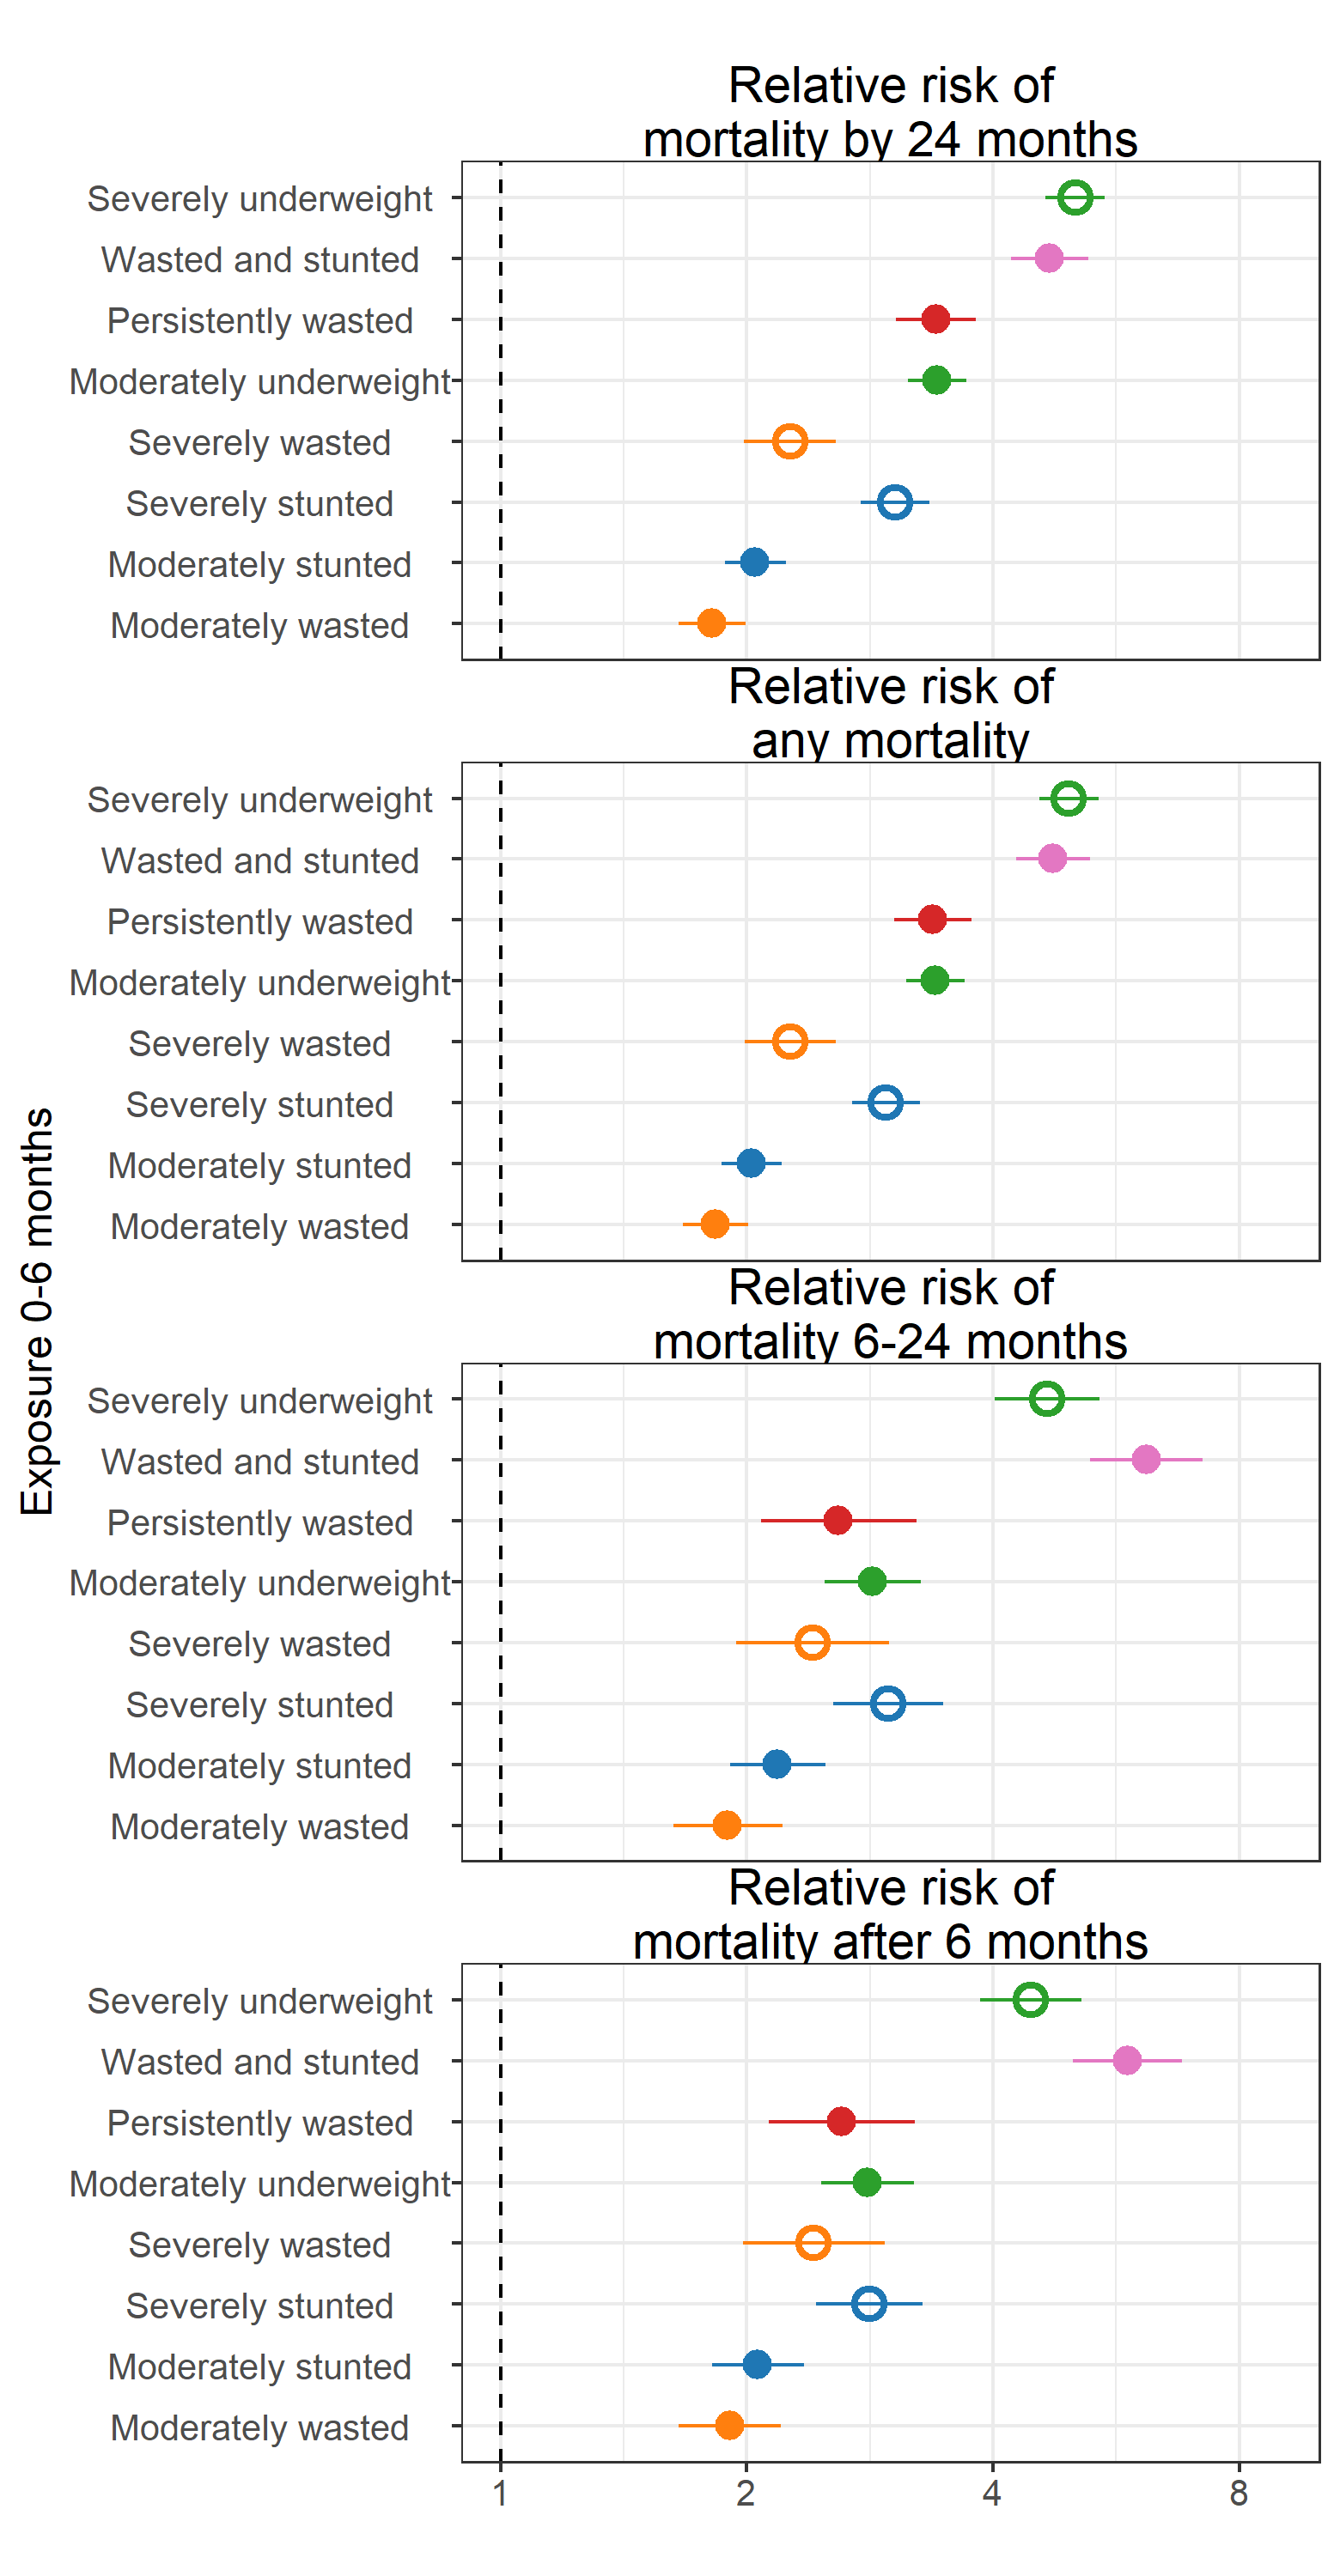 Relative risk of
mortality by 24 months
Severely underweight
Wasted and stunted
Persistently wasted
Moderately underweight
Severely wasted
Severely stunted
Moderately stunted
Moderately wasted
Relative risk of
any mortality
Severely underweight
Wasted and stunted
Persistently wasted
Moderately underweight
Severely wasted
Severely stunted
Moderately stunted
Moderately wasted
Exposure 0-6 months
Relative risk of
mortality 6-24 months
Severely underweight
Wasted and stunted
Persistently wasted
Moderately underweight
Severely wasted
Severely stunted
Moderately stunted
Moderately wasted
Relative risk of
mortality after 6 months
Severely underweight
Wasted and stunted
Persistently wasted
Moderately underweight
Severely wasted
Severely stunted
Moderately stunted
Moderately wasted
1 2 4 8